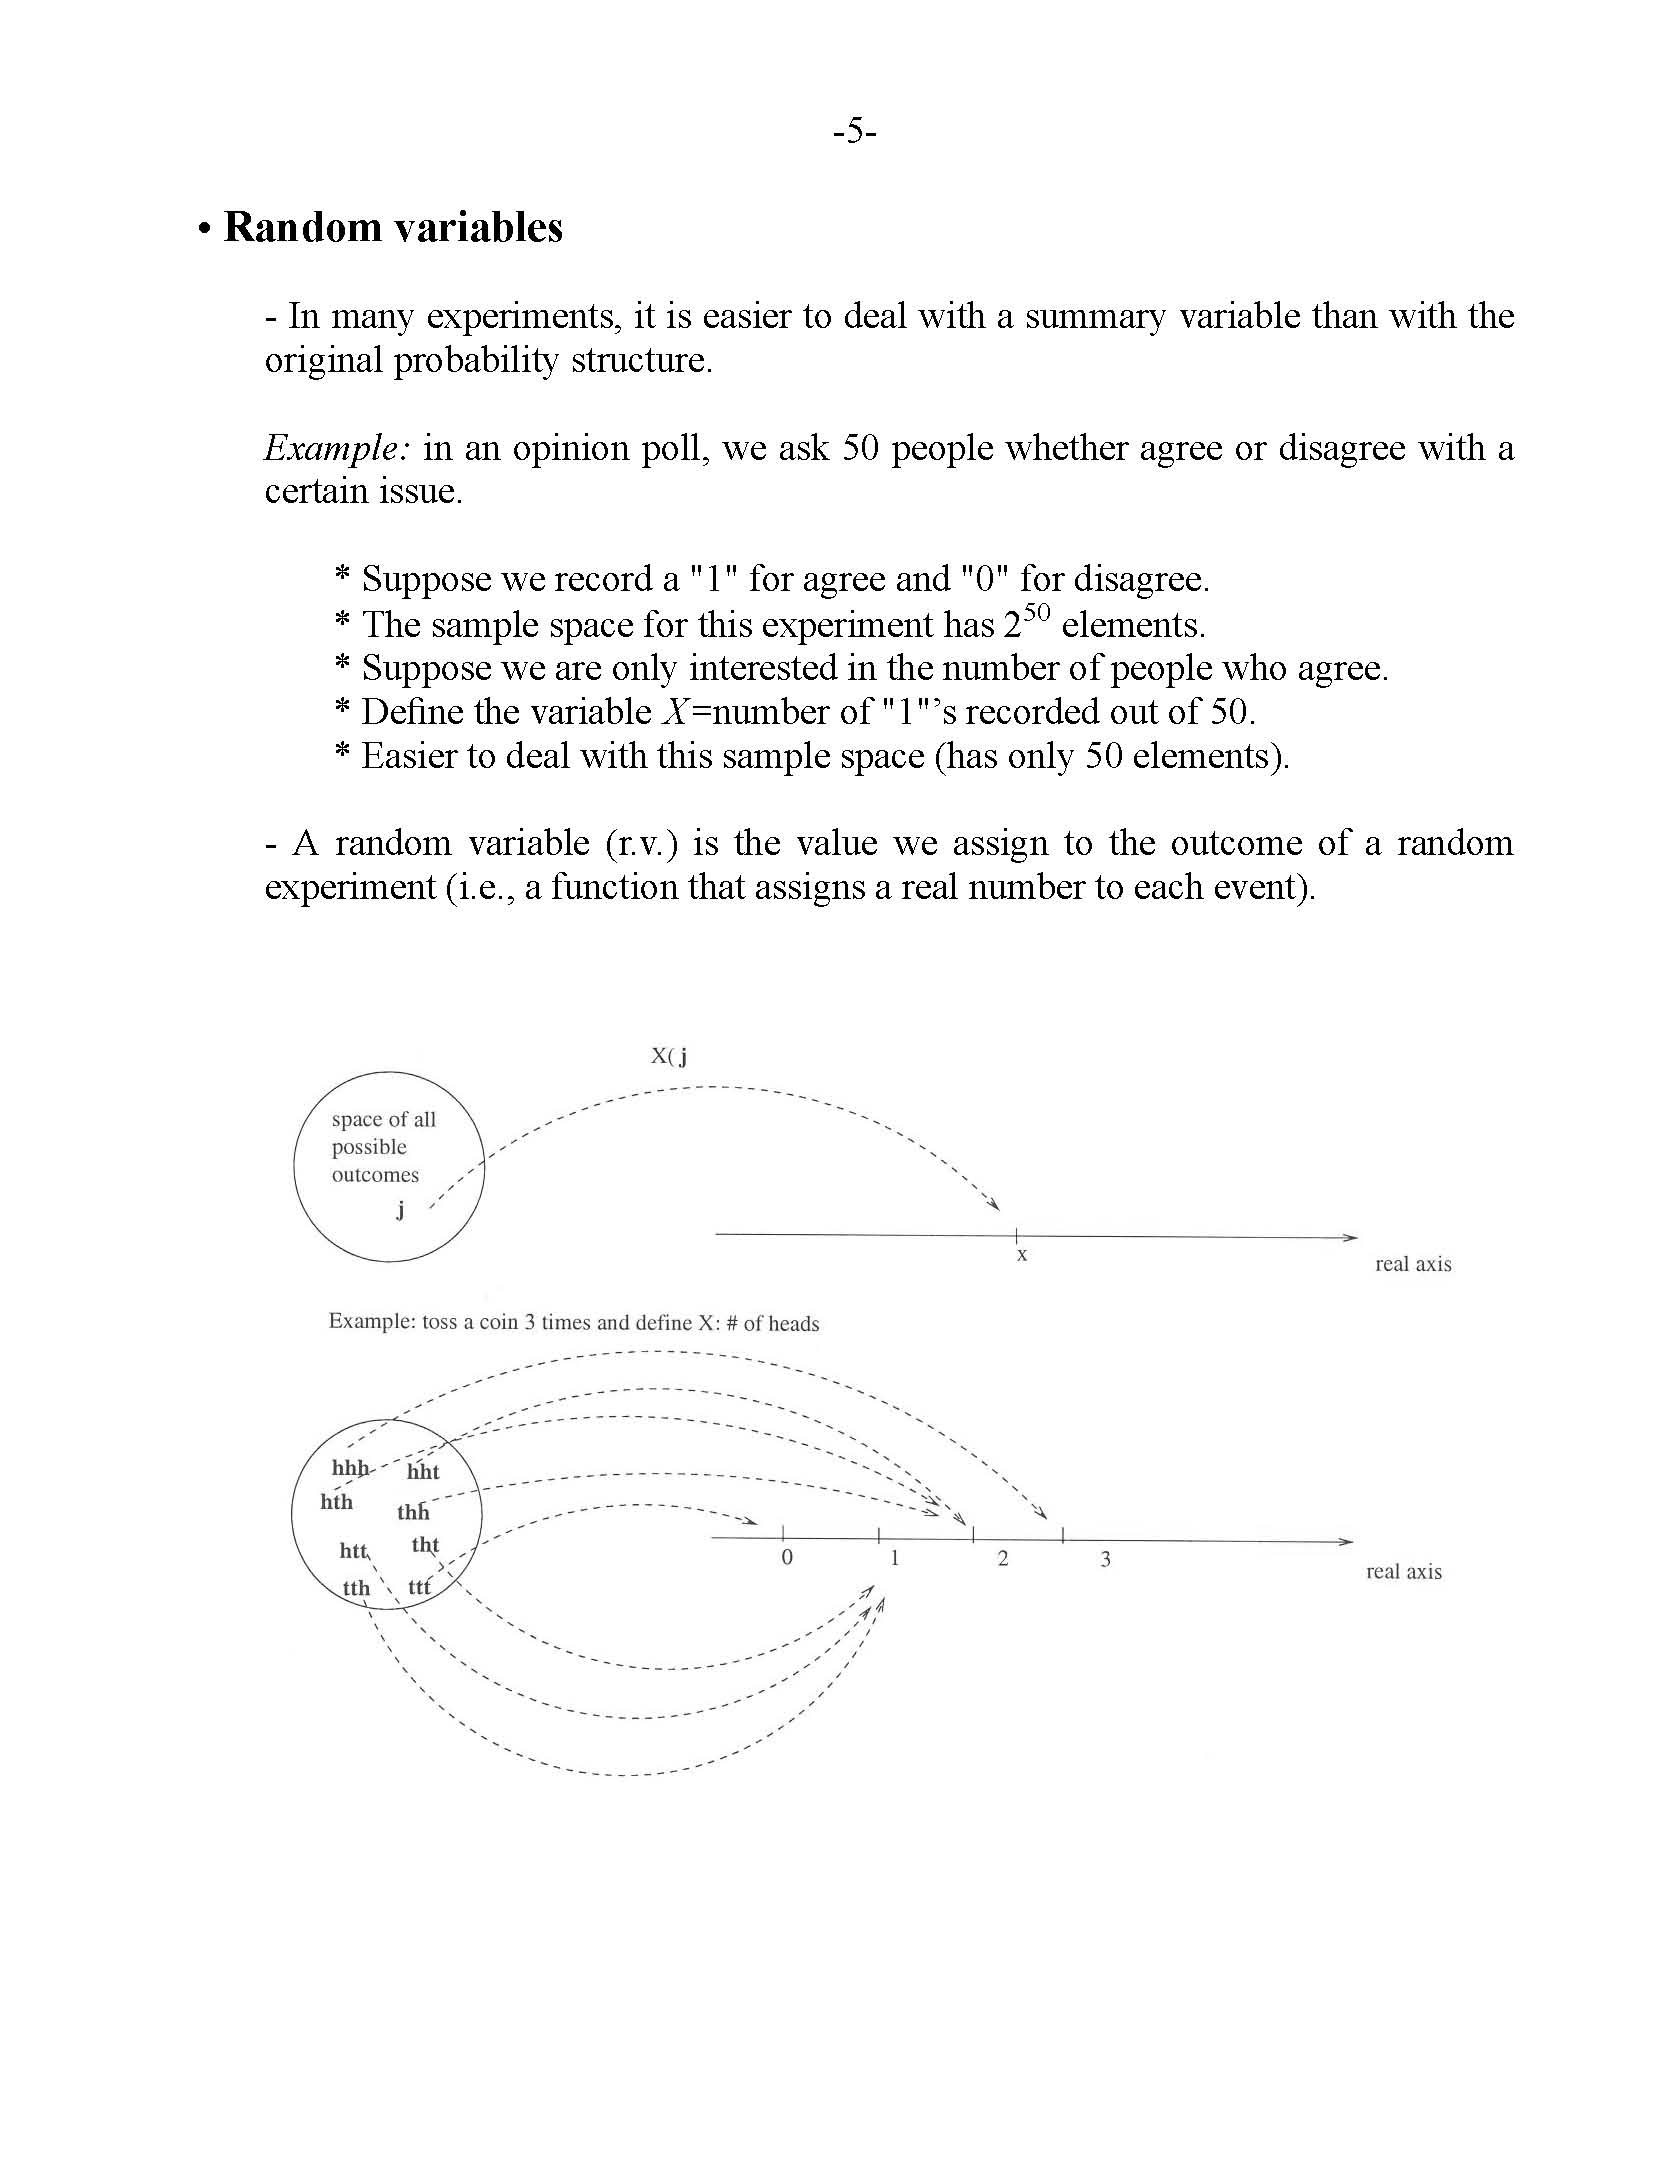 -5-
• Random variables
- In many experiments, it is easier to deal with a summary variable than with the
original probability structure.
Example: in an opinion poll, we ask 50 people whether agree or disagree with a
certain issue.
* Suppose we record a "1" for agree and "0" for disagree.
* The sample space for this experiment has 2^50 elements.
* Suppose we are only interested in the number of people who agree.
* Define the variable X=number of "1"’s recorded out of 50.
* Easier to deal with this sample space (has only 50 elements).
- A random variable (r.v.) is the value we assign to the outcome of a random
experiment (i.e., a function that assigns a real number to each event).
X( j
space of all
possible
outcomes
j
x
real axis
Example: toss a coin 3 times and define X: # of heads
hhh hht
hth thh
htt tht
tth ttt
0 1 2 3
real axis